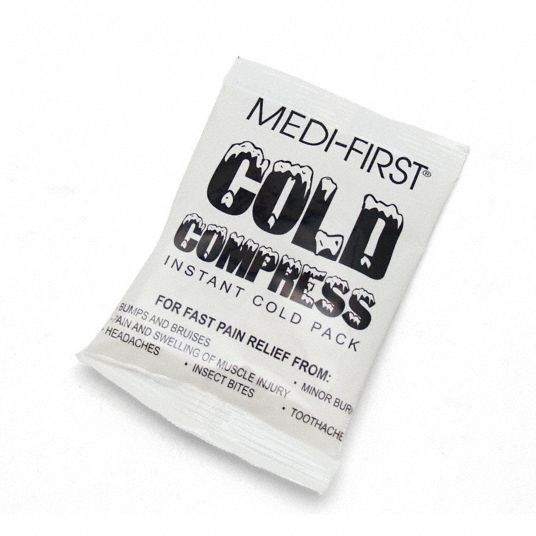 MEDI-FIRST®
COLD
COMPRESS
INSTANT COLD PACK
FOR FAST PAIN RELIEF FROM:
BUMPS AND BRUISES
PAIN AND SWELLING OF MUSCLE INJURY • MINOR BUR
• HEADACHES • INSECT BITES • TOOTHACHE